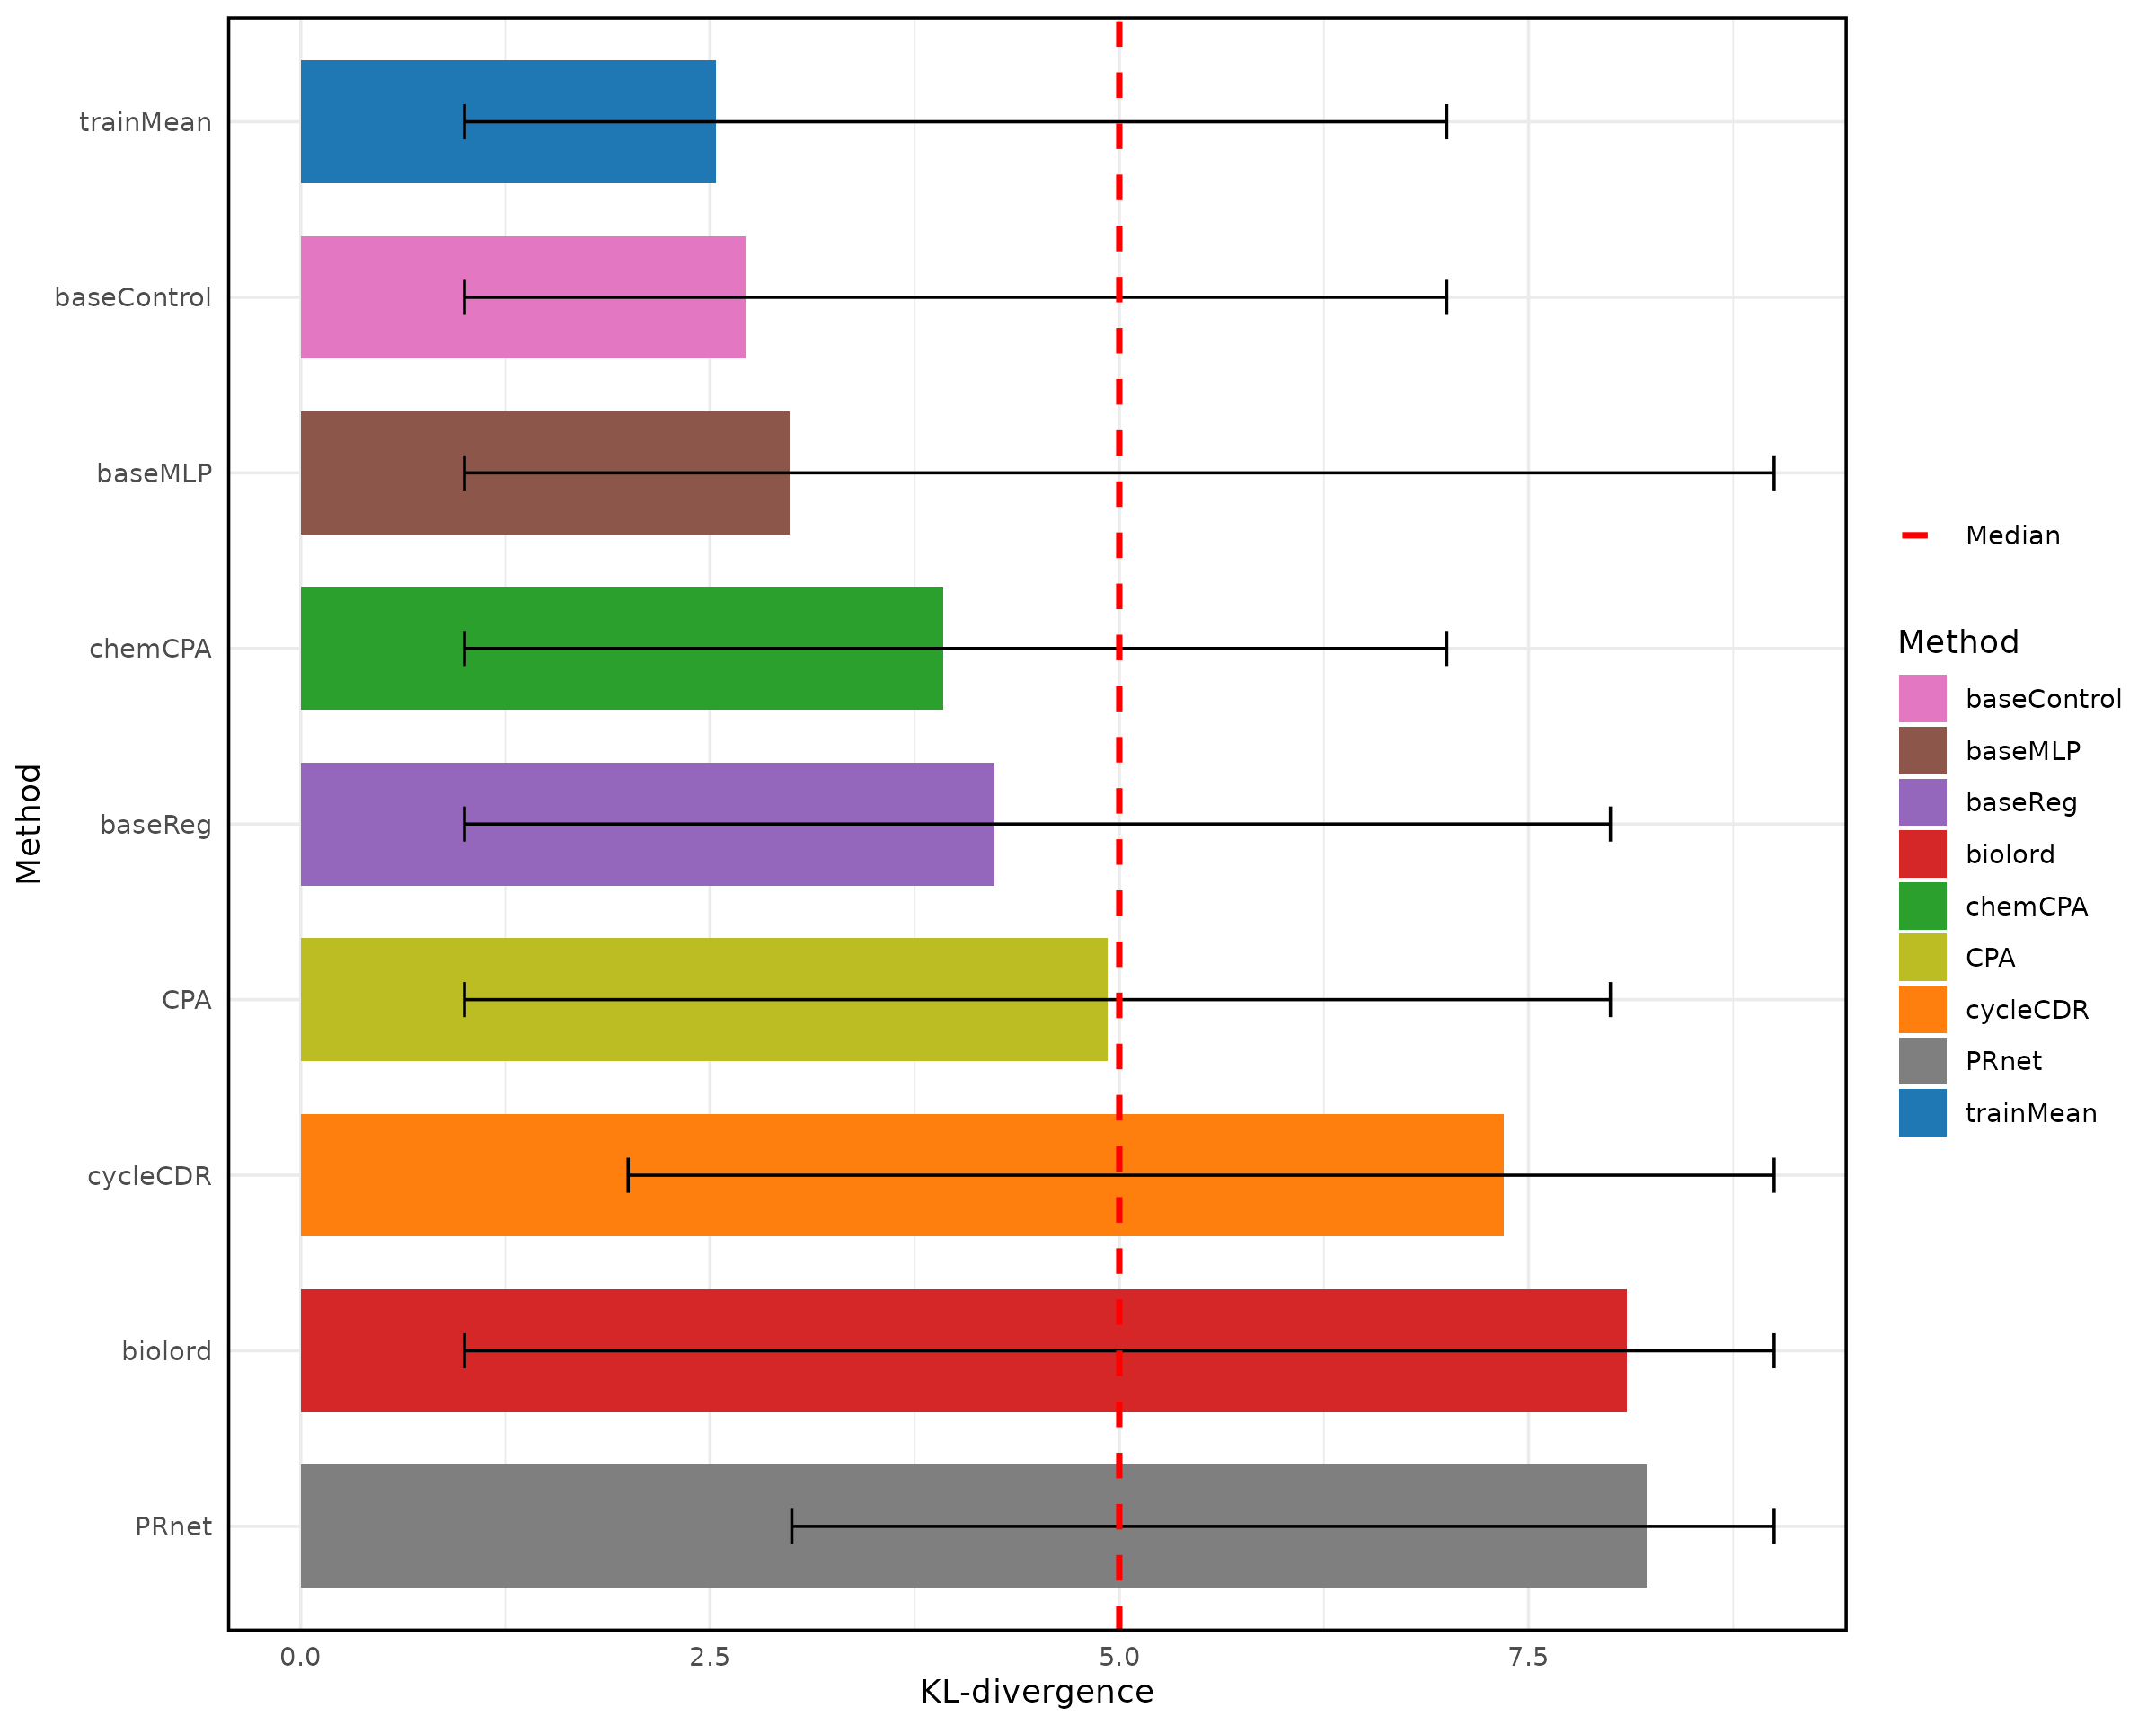 Method
trainMean
baseControl
baseMLP
chemCPA
baseReg
CPA
cycleCDR
biolord
PRnet
0.0
2.5
5.0
7.5
KL-divergence
Median
Method
baseControl
baseMLP
baseReg
biolord
chemCPA
CPA
cycleCDR
PRnet
trainMean